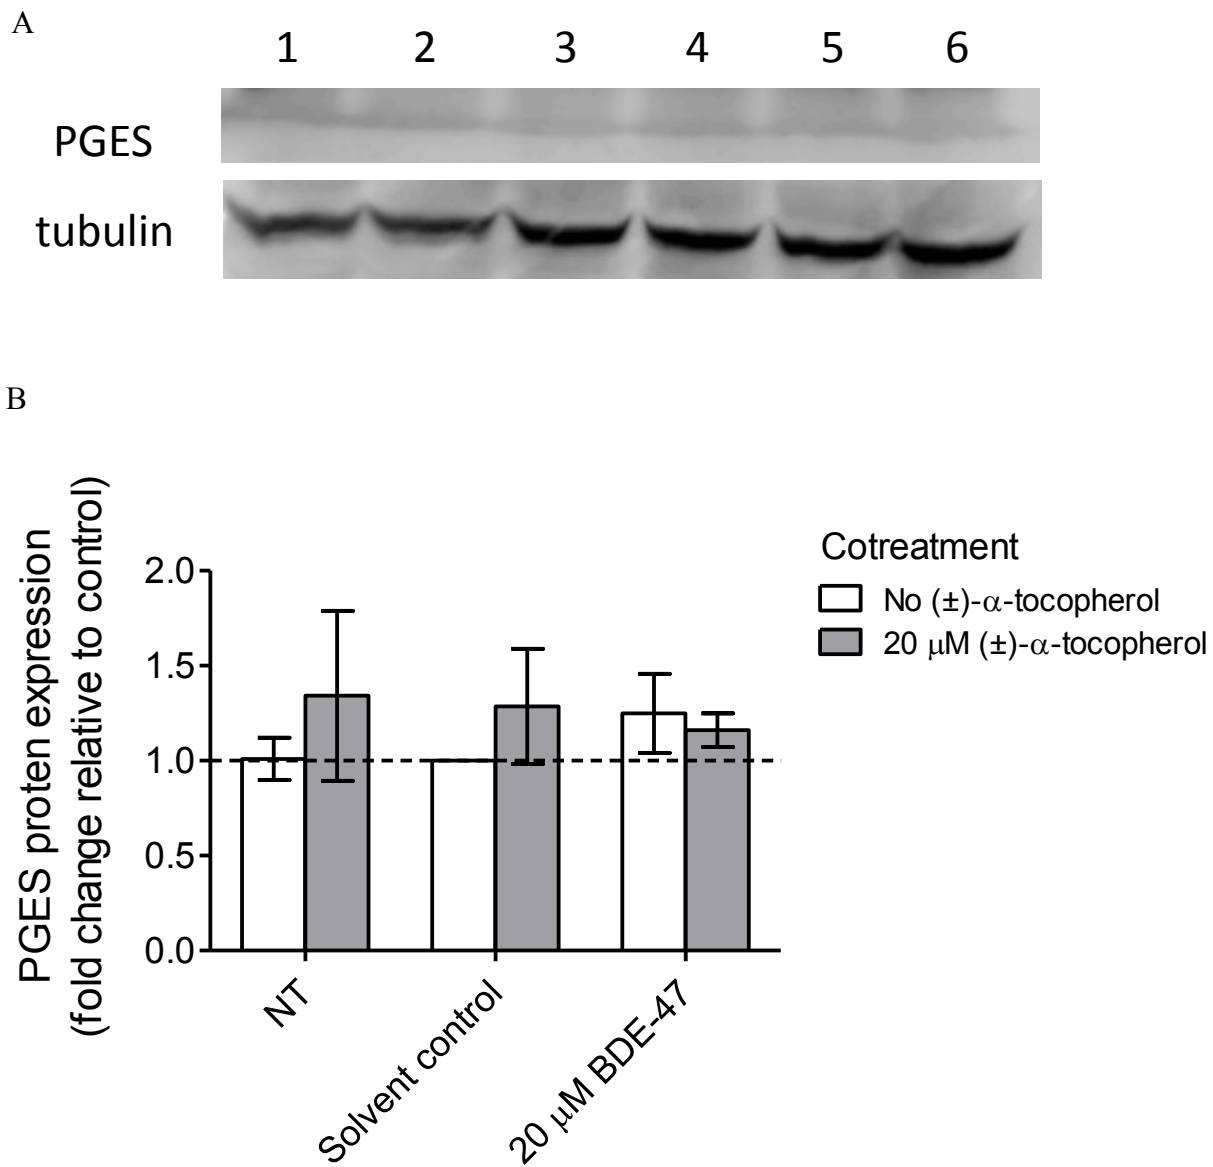 A
1 2 3 4 5 6
PGES
tubulin
B
PGES proten expression
(fold change relative to control)
2.0
1.5
1.0
0.5
0.0
NT
Solvent control
20 μM BDE-47
Cotreatment
No (±)-α-tocopherol
20 μM (±)-α-tocopherol